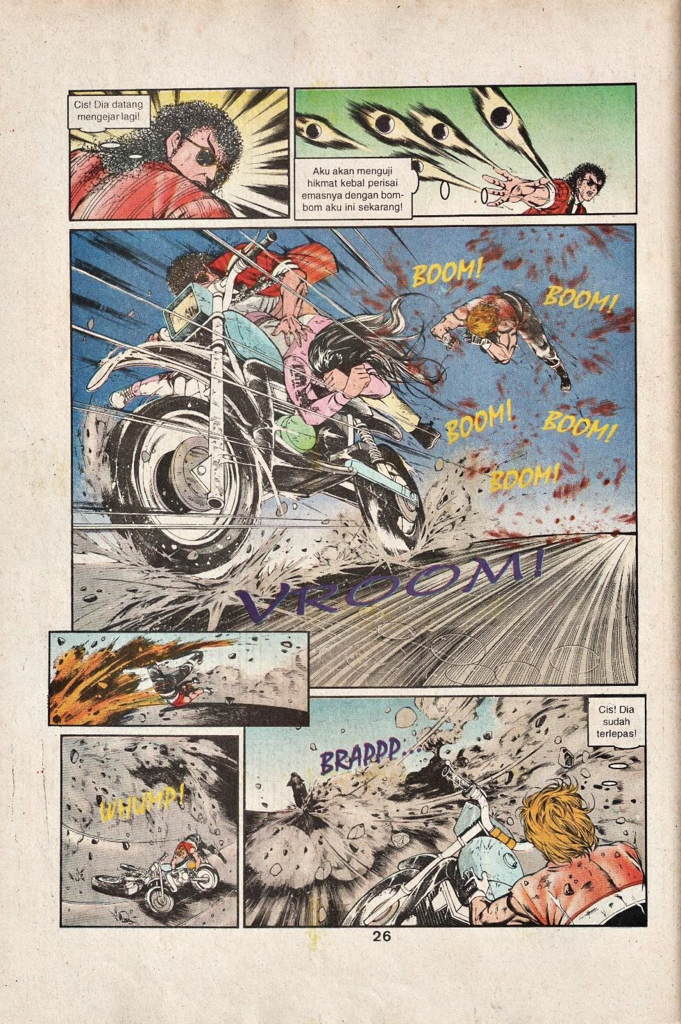 Cis! Dia datang
mengejar lagi!
Aku akan menguji
hikmat kebal perisai
emasnya dengan bom-
bom aku ini sekarang!
BOOM!
BOOM!
BOOM!
BOOM!
BOOM!
VROOM!
Cis! Dia
sudah
terlepas!
BRAPPP...
WHUMP!
26